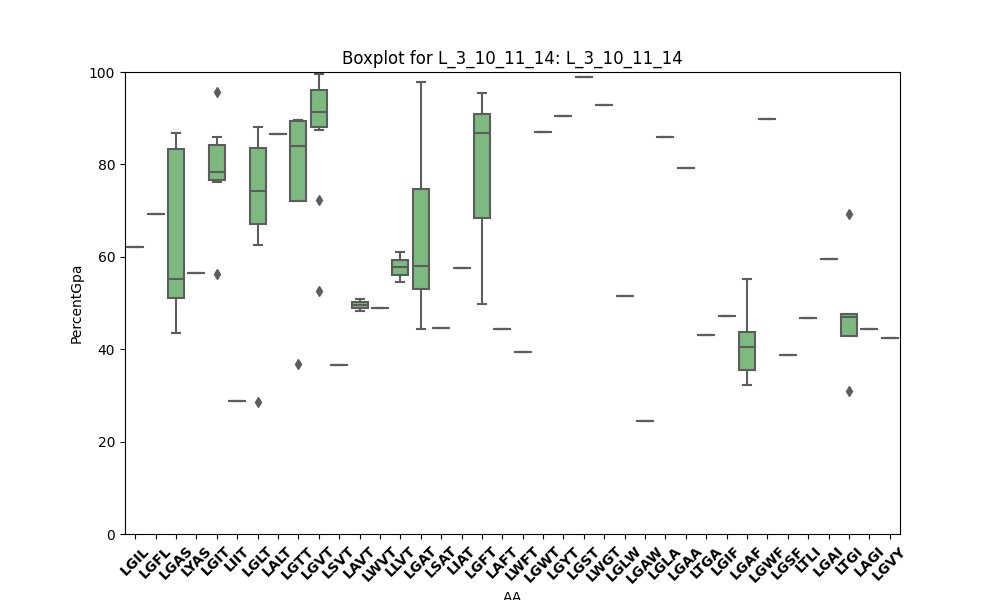 Boxplot for L_3_10_11_14: L_3_10_11_14
100
80
60
40
20
0
PercentGpa
LGIL
LGFL
LGAS
LYAS
LGIT
LIIT
LGLT
LALT
LGTT
LGVT
LSVT
LAVT
LWVT
LLVT
LGAT
LSAT
LIAT
LGFT
LAFT
LWFT
LGWT
LGYT
LGST
LWGT
LGLW
LGAW
LGLA
LGAA
LTGA
LGIF
LGAF
LGWF
LGSF
LTLI
LGAI
LTGI
LAGI
LGVY
AA